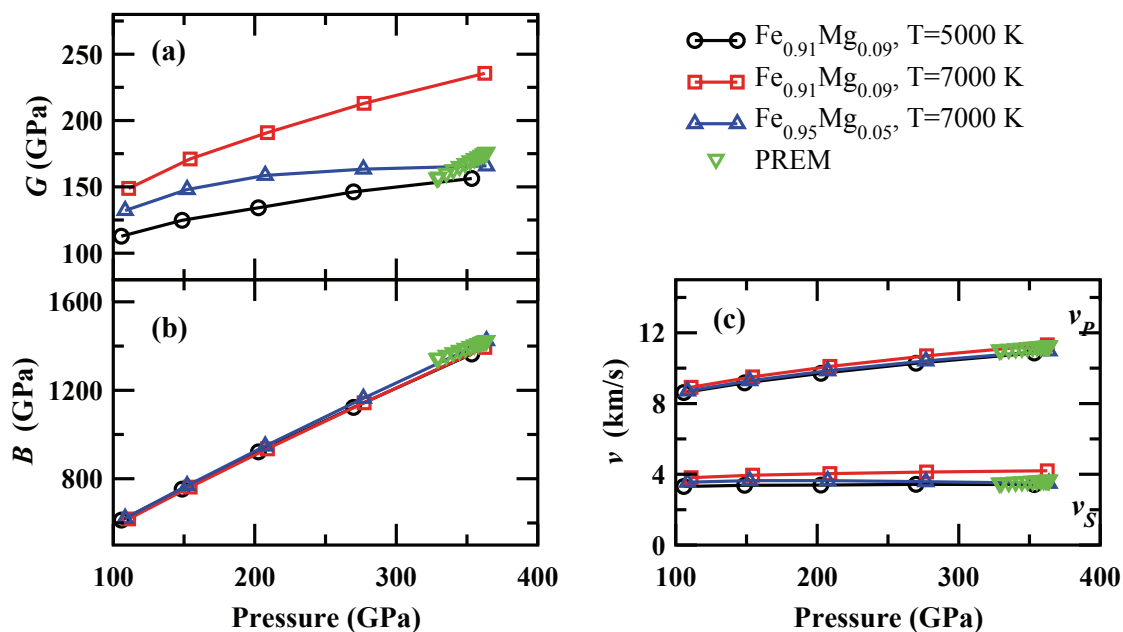 (a)
250
200
150
100
G (GPa)
Fe0.91Mg0.09, T=5000 K
Fe0.91Mg0.09, T=7000 K
Fe0.95Mg0.05, T=7000 K
PREM
(b)
1600
1200
800
B (GPa)
100 200 300 400
Pressure (GPa)
(c)
12
8
4
0
v (km/s)
vP
vS
100 200 300 400
Pressure (GPa)